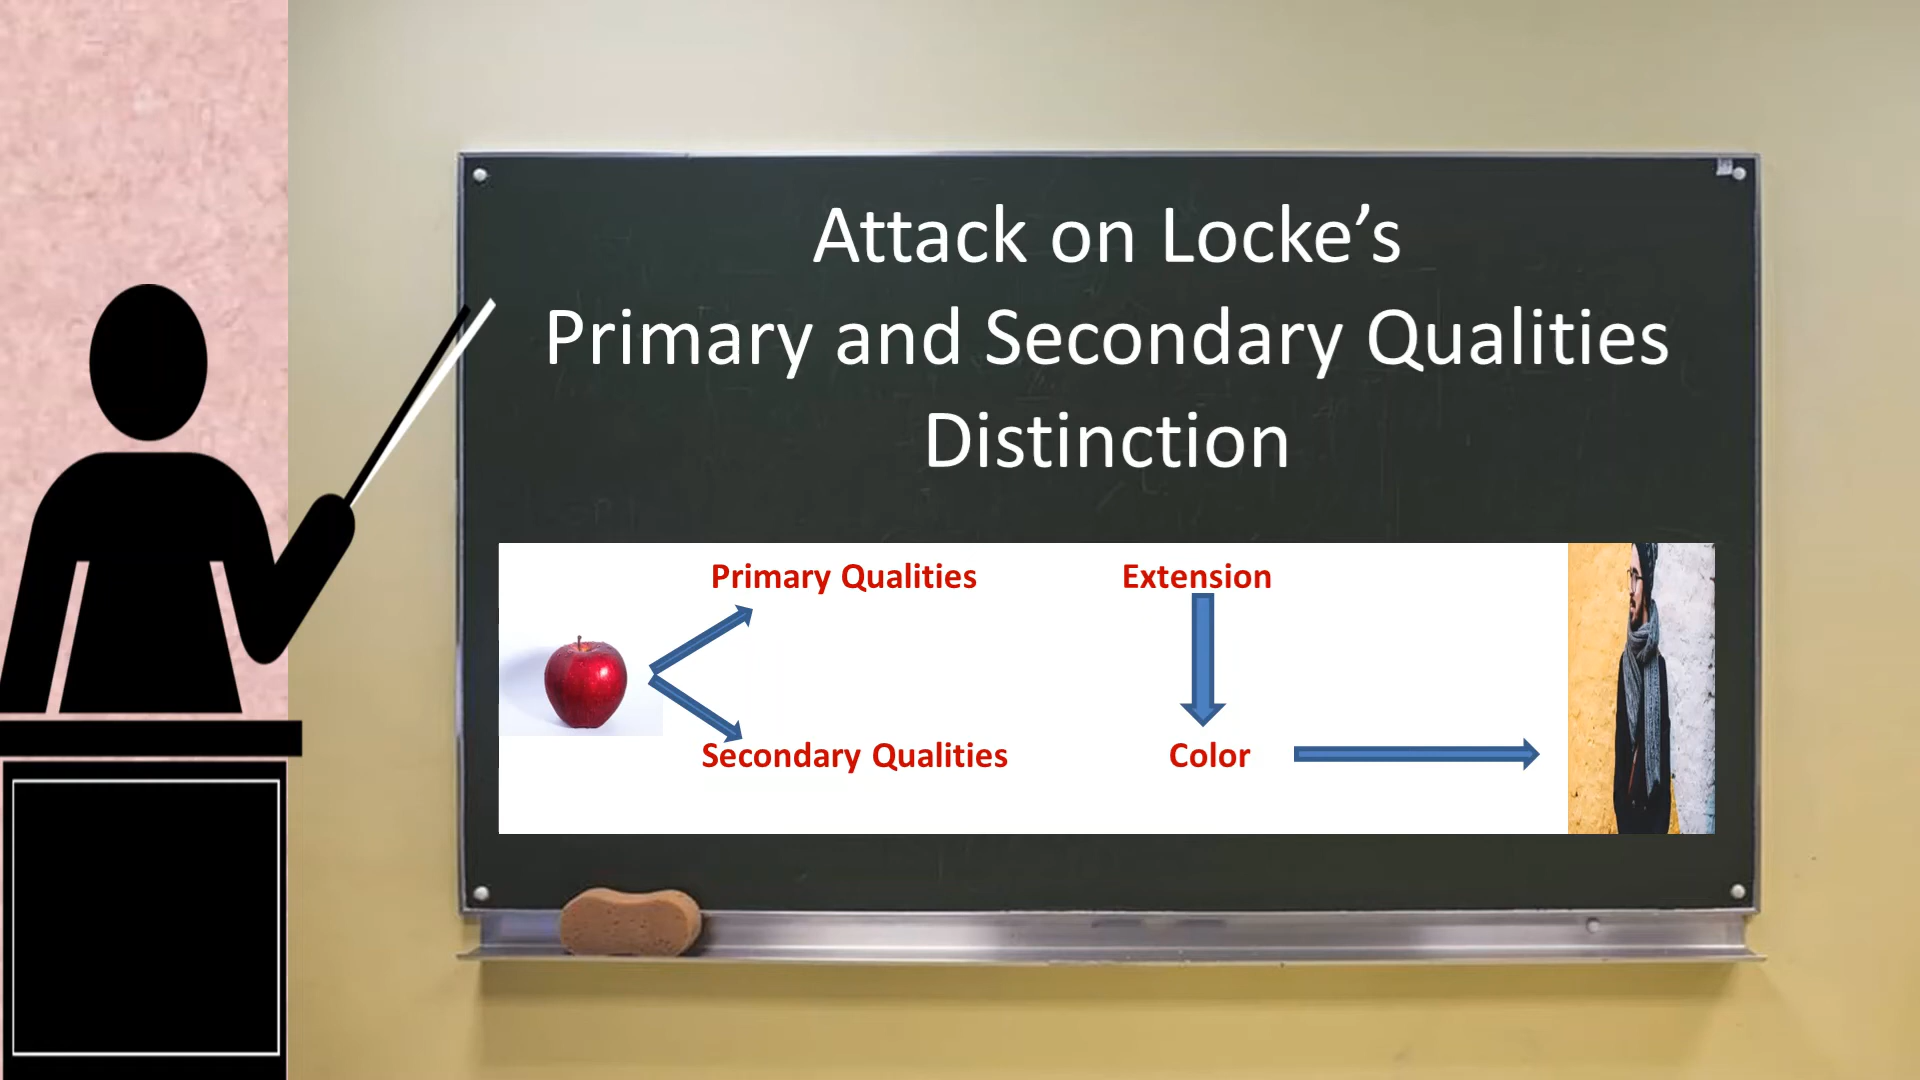 Attack on Locke’s
Primary and Secondary Qualities
Distinction
Primary Qualities
Extension
Secondary Qualities
Color